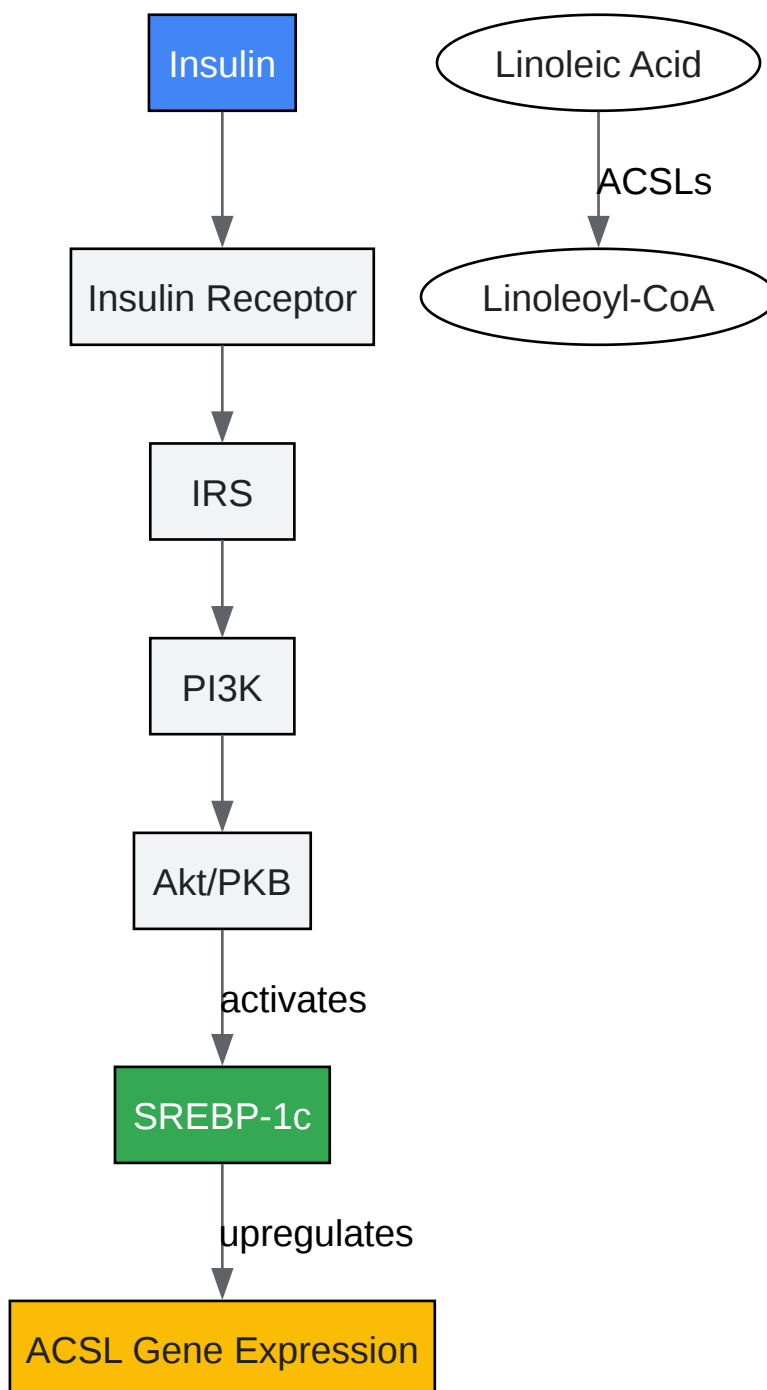 Insulin
Linoleic Acid
ACSLs
Insulin Receptor
Linoleoyl-CoA
IRS
PI3K
Akt/PKB
activates
SREBP-1c
upregulates
ACSL Gene Expression